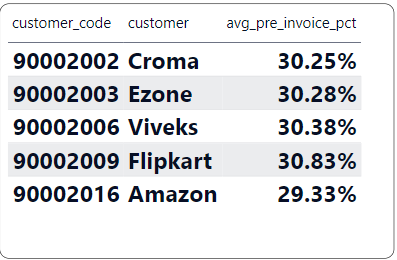 customer_code customer avg_pre_invoice_pct
90002002 Croma 30.25%
90002003 Ezone 30.28%
90002006 Viveks 30.38%
90002009 Flipkart 30.83%
90002016 Amazon 29.33%